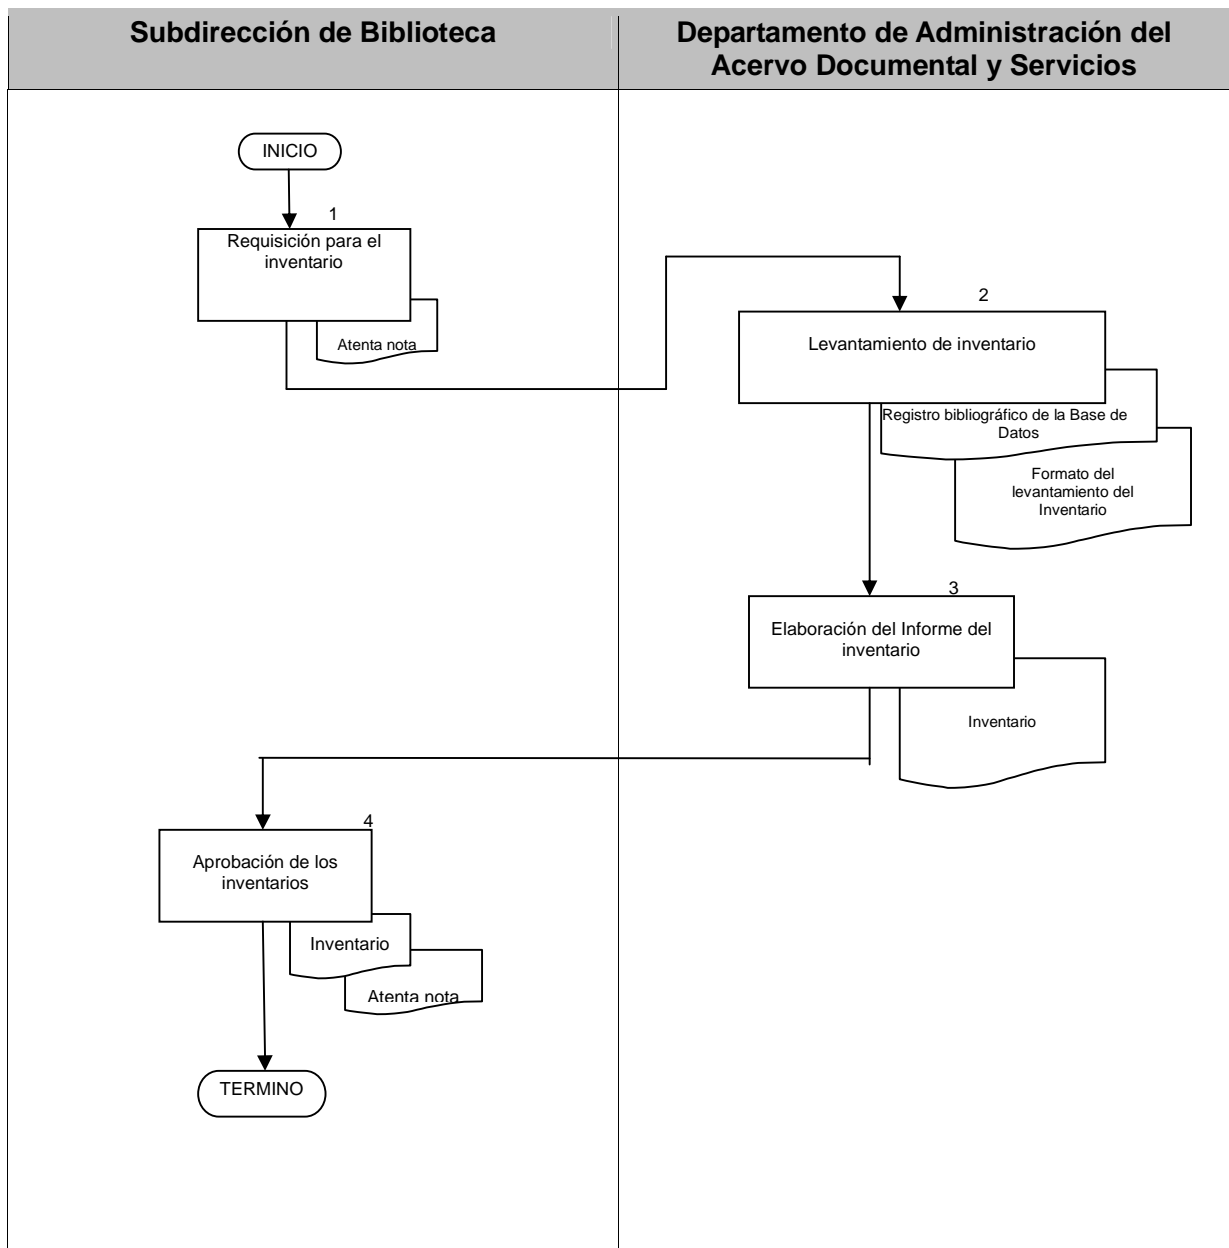 Subdirección de Biblioteca
Departamento de Administración del
Acervo Documental y Servicios
INICIO
1
Requisición para el
inventario
Atenta nota
2
Levantamiento de inventario
Registro bibliográfico de la Base de
Datos
Formato del
levantamiento del
Inventario
3
Elaboración del Informe del
inventario
Inventario
4
Aprobación de los
inventarios
Inventario
Atenta nota
TERMINO